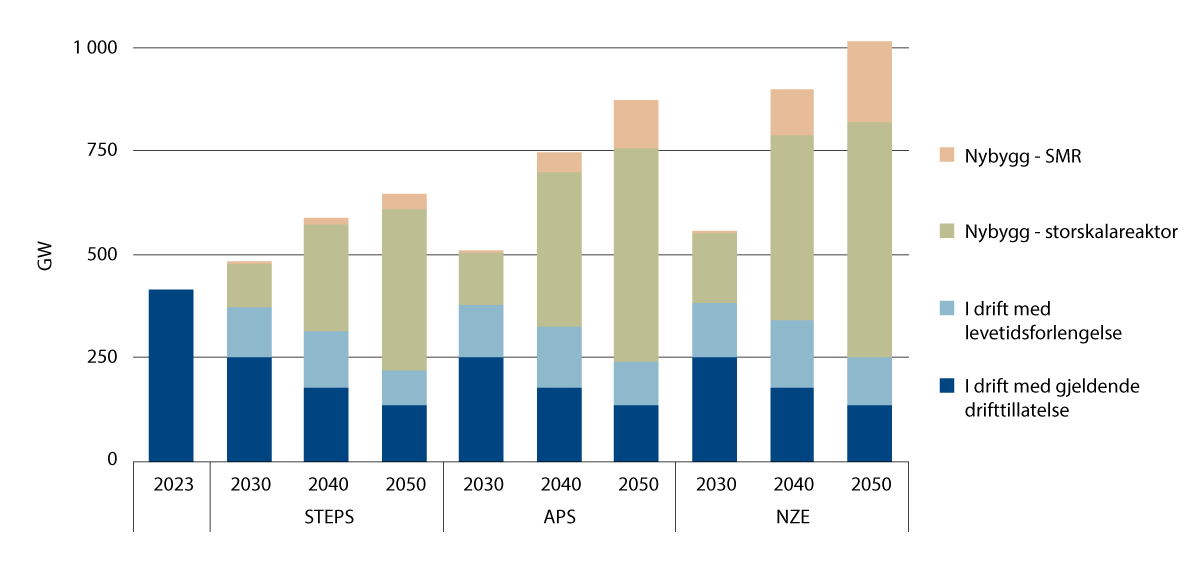 1 000
750
500
250
0
GW
2023
2030
2040
2050
2030
2040
2050
2030
2040
2050
STEPS
APS
NZE
Nybygg - SMR
Nybygg - storskalareaktor
I drift med
levetidsforlengelse
I drift med gjeldende
drifttillatelse